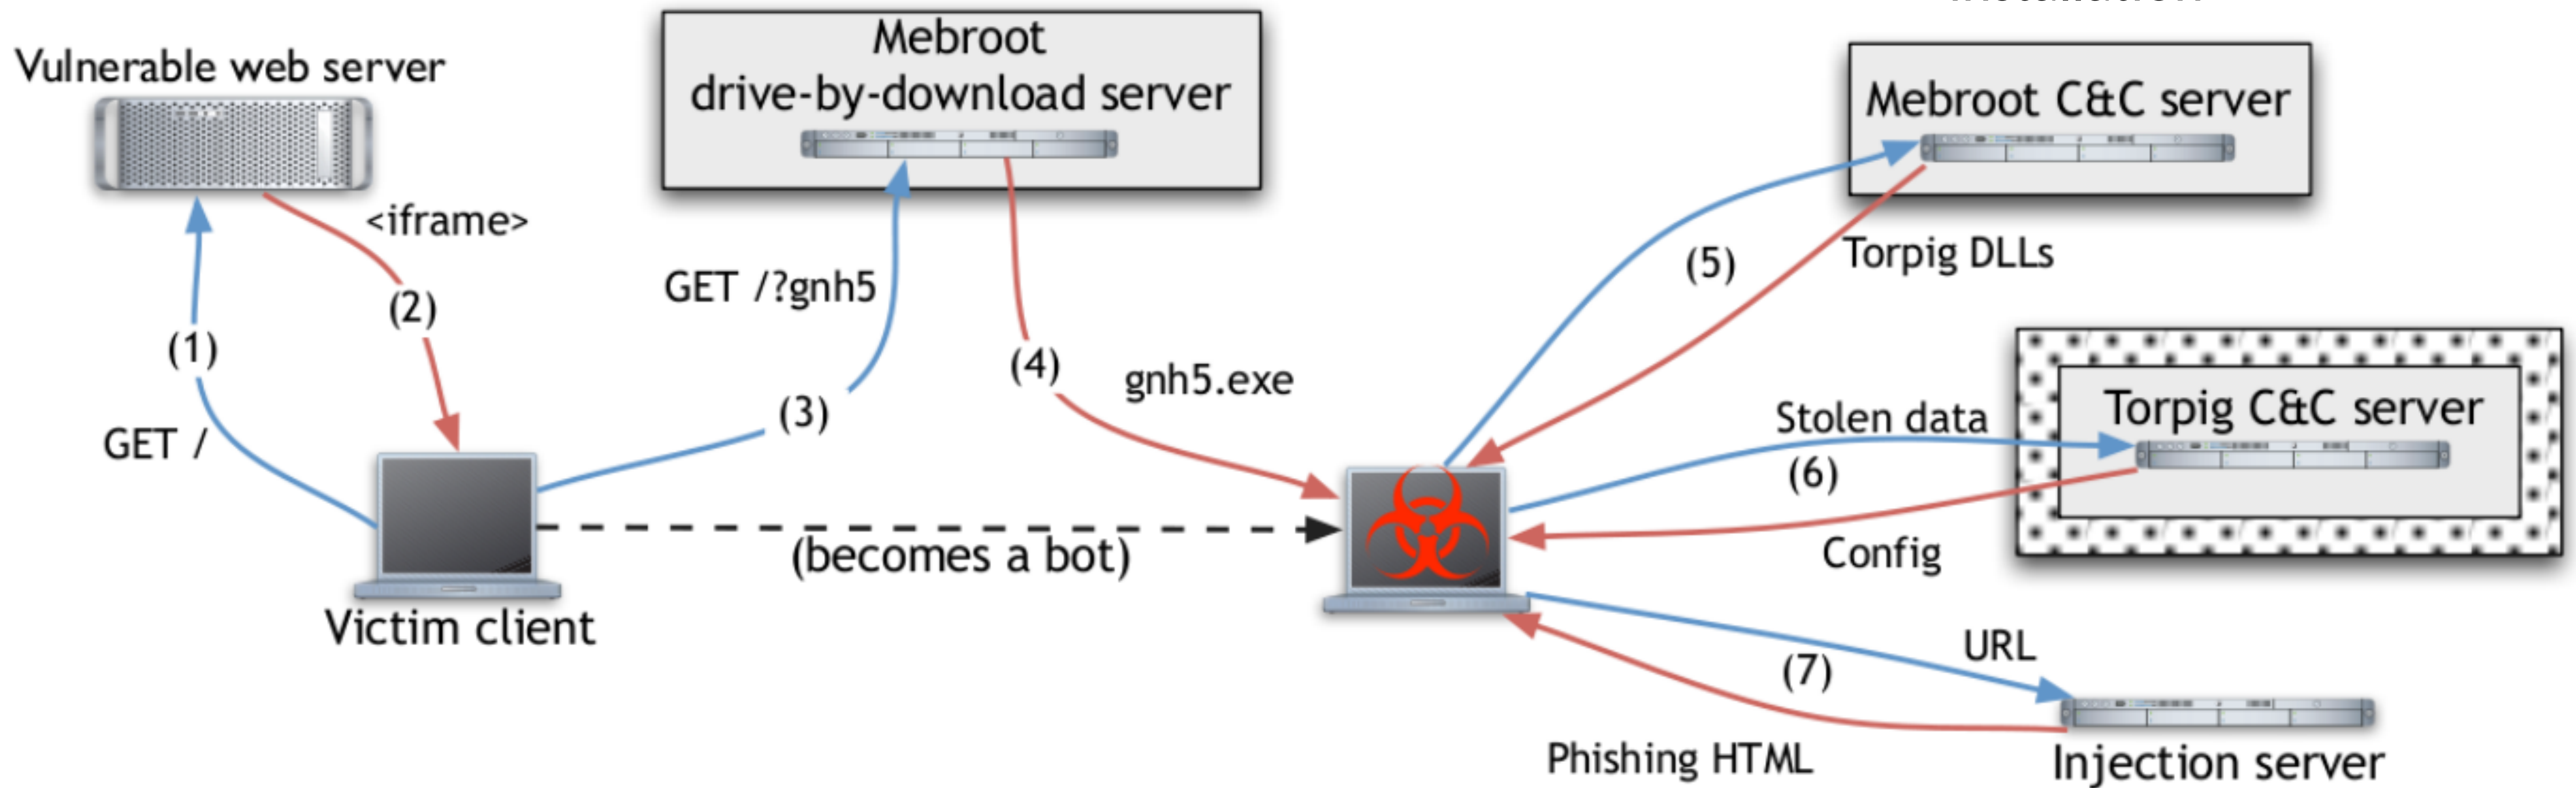 Vulnerable web server
Mebroot
drive-by-download server
Mebroot C&C server
<iframe>
(2)
(1)
GET /
GET /?gnh5
(3)
(4)
gnh5.exe
(becomes a bot)
Victim client
(5)
Torpig DLLs
Torpig C&C server
Stolen data
(6)
Config
URL
(7)
Phishing HTML
Injection server